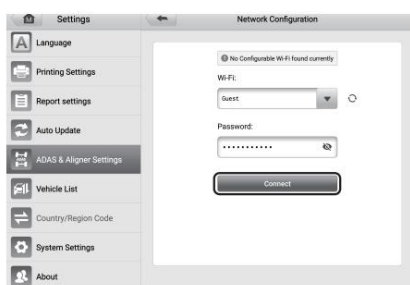 Settings
Network Configuration
Language
Printing Settings
Report settings
Auto Update
ADAS & Aligner Settings
Vehicle List
Country/Region Code
System Settings
About
No Configurable Wi-Fi found currently
Wi-Fi:
Guest
Password:
Connect